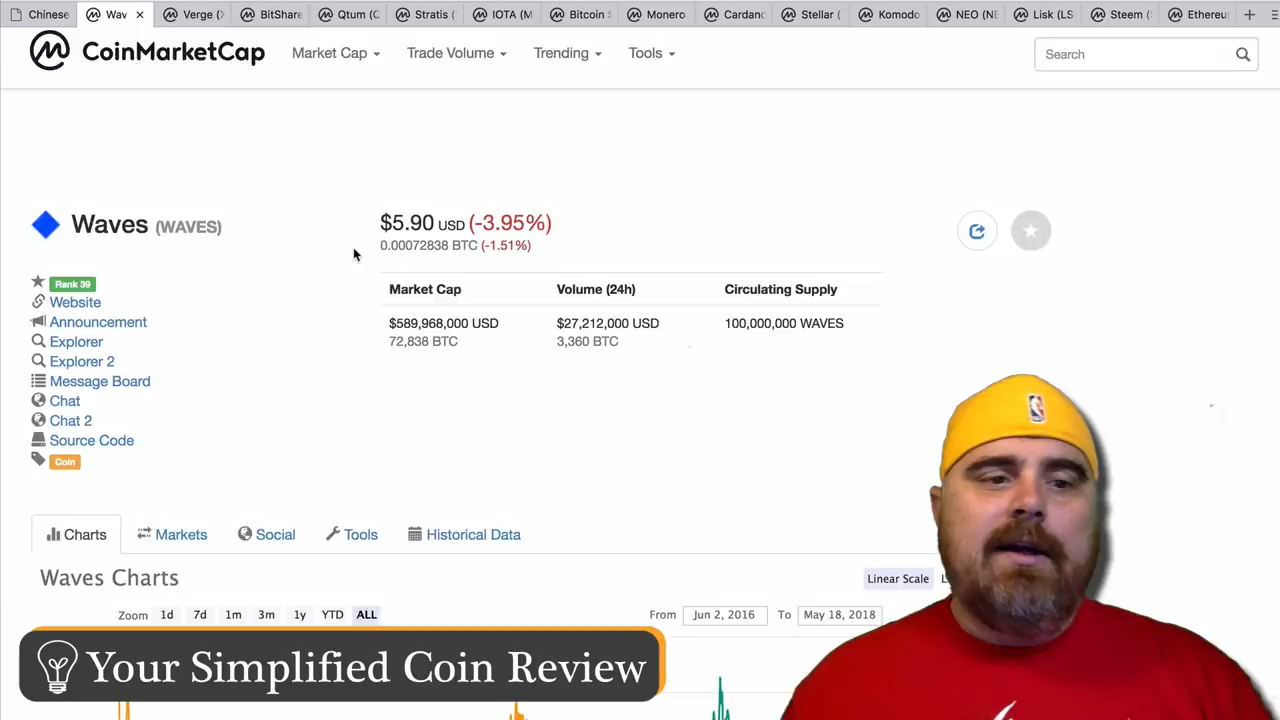 Chinese
Wav
Verge (X
BitShare
Qtum (C
Stratis (
IOTA (M
Bitcoin S
Monero
Cardano
Stellar (
Komodo
NEO (NE
Lisk (LS
Steem (
Ethereu
CoinMarketCap
Market Cap
Trade Volume
Trending
Tools
Search
Waves (WAVES)
$5.90 USD (-3.95%)
0.00072838 BTC (-1.51%)
Rank 39
Website
Announcement
Explorer
Explorer 2
Message Board
Chat
Chat 2
Source Code
Coin
Market Cap
Volume (24h)
Circulating Supply
$589,968,000 USD
$27,212,000 USD
100,000,000 WAVES
72,838 BTC
3,360 BTC
Charts
Markets
Social
Tools
Historical Data
Waves Charts
Linear Scale
L
Zoom 1d 7d 1m 3m 1y YTD ALL
From Jun 2, 2016 To May 18, 2018
Your Simplified Coin Review